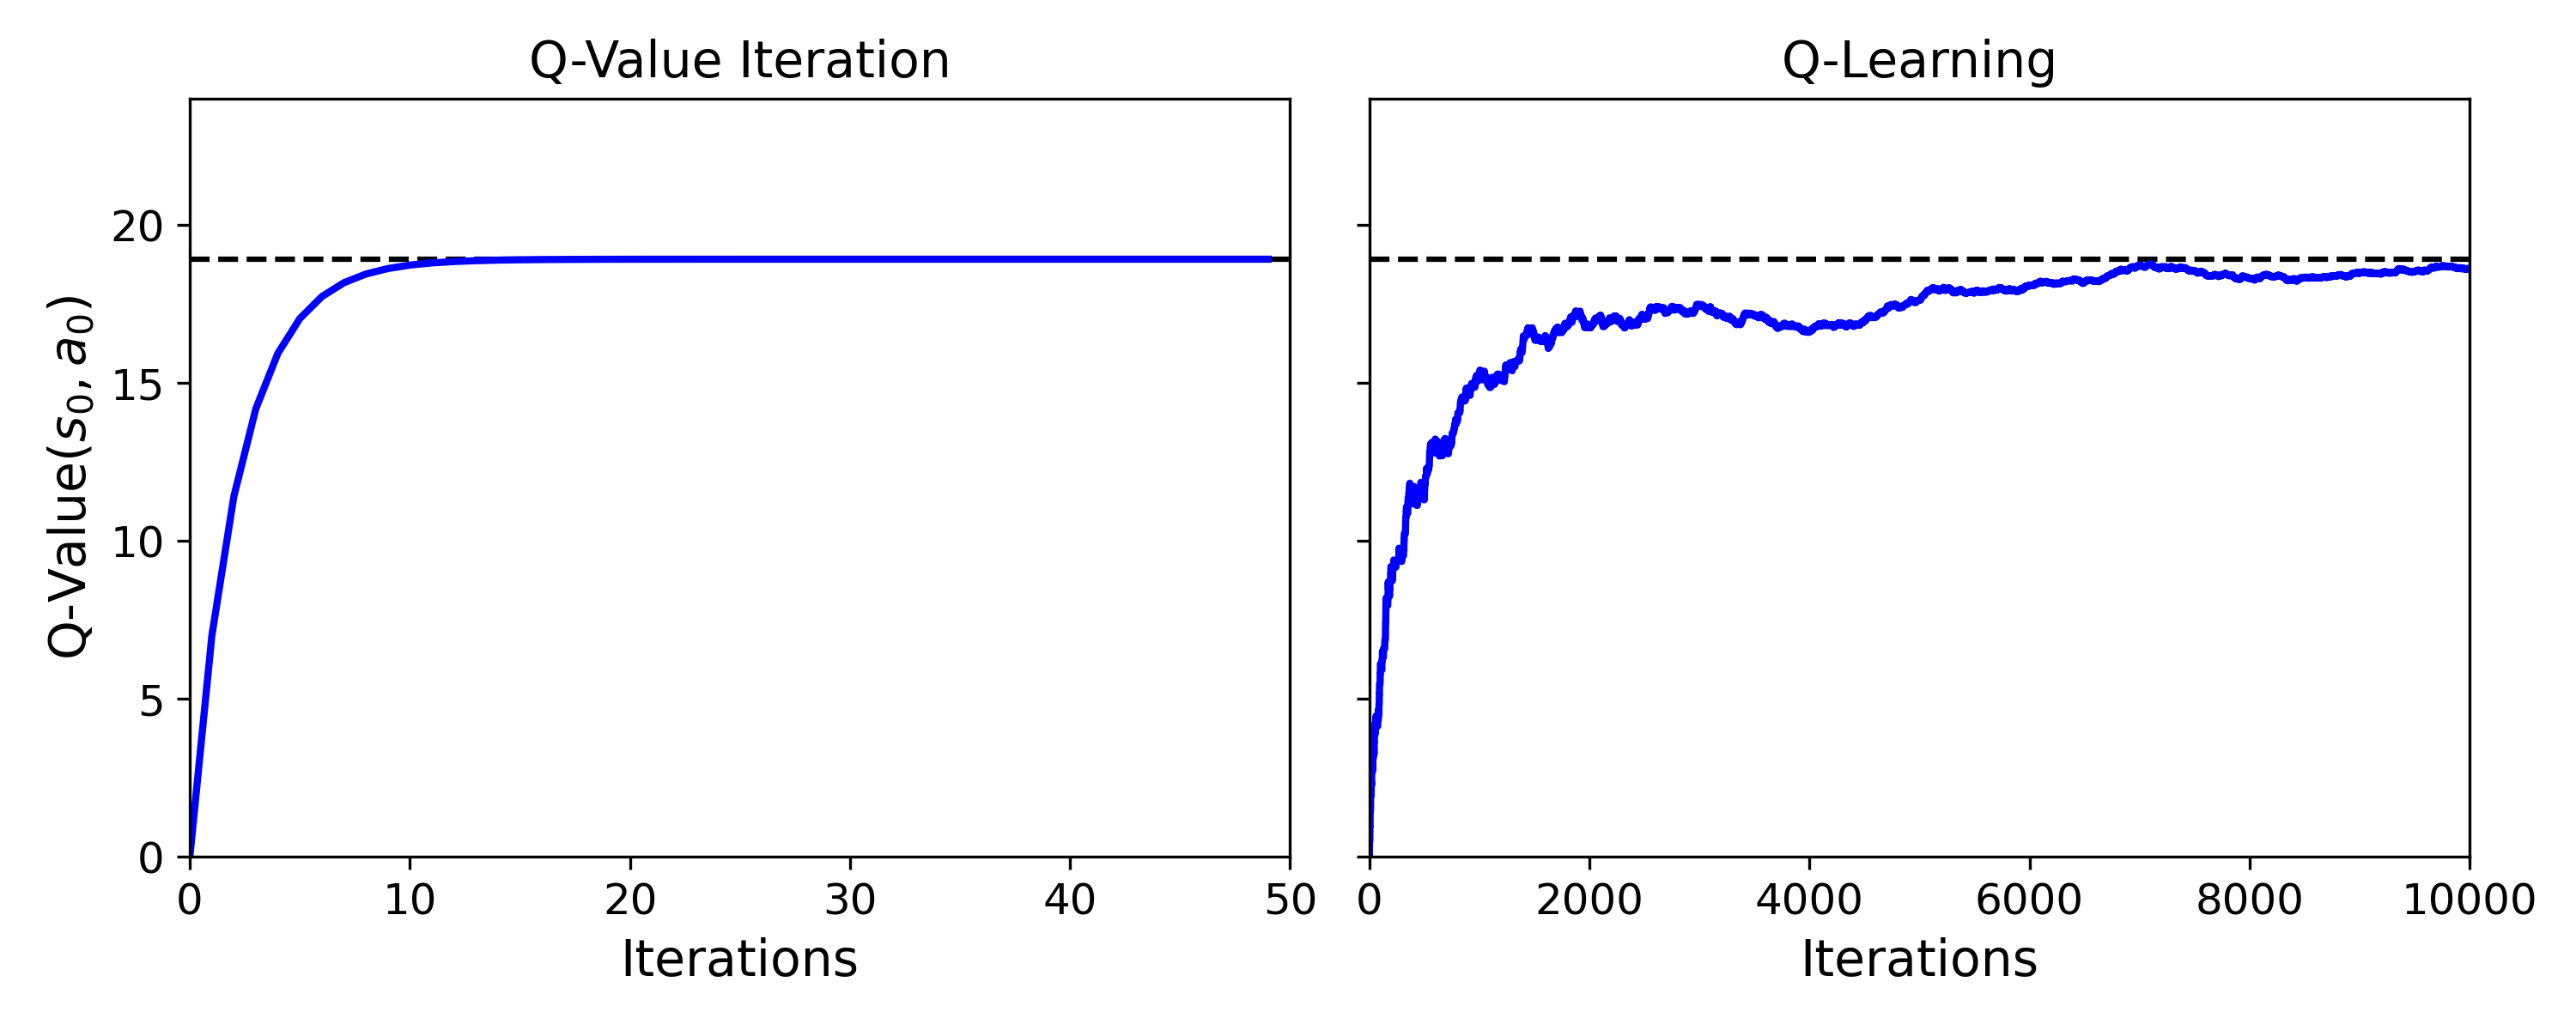 Q-Value Iteration
Q-Value(s₀, a₀)
20
15
10
5
0
0 10 20 30 40 50
Iterations
Q-Learning
0 2000 4000 6000 8000 10000
Iterations